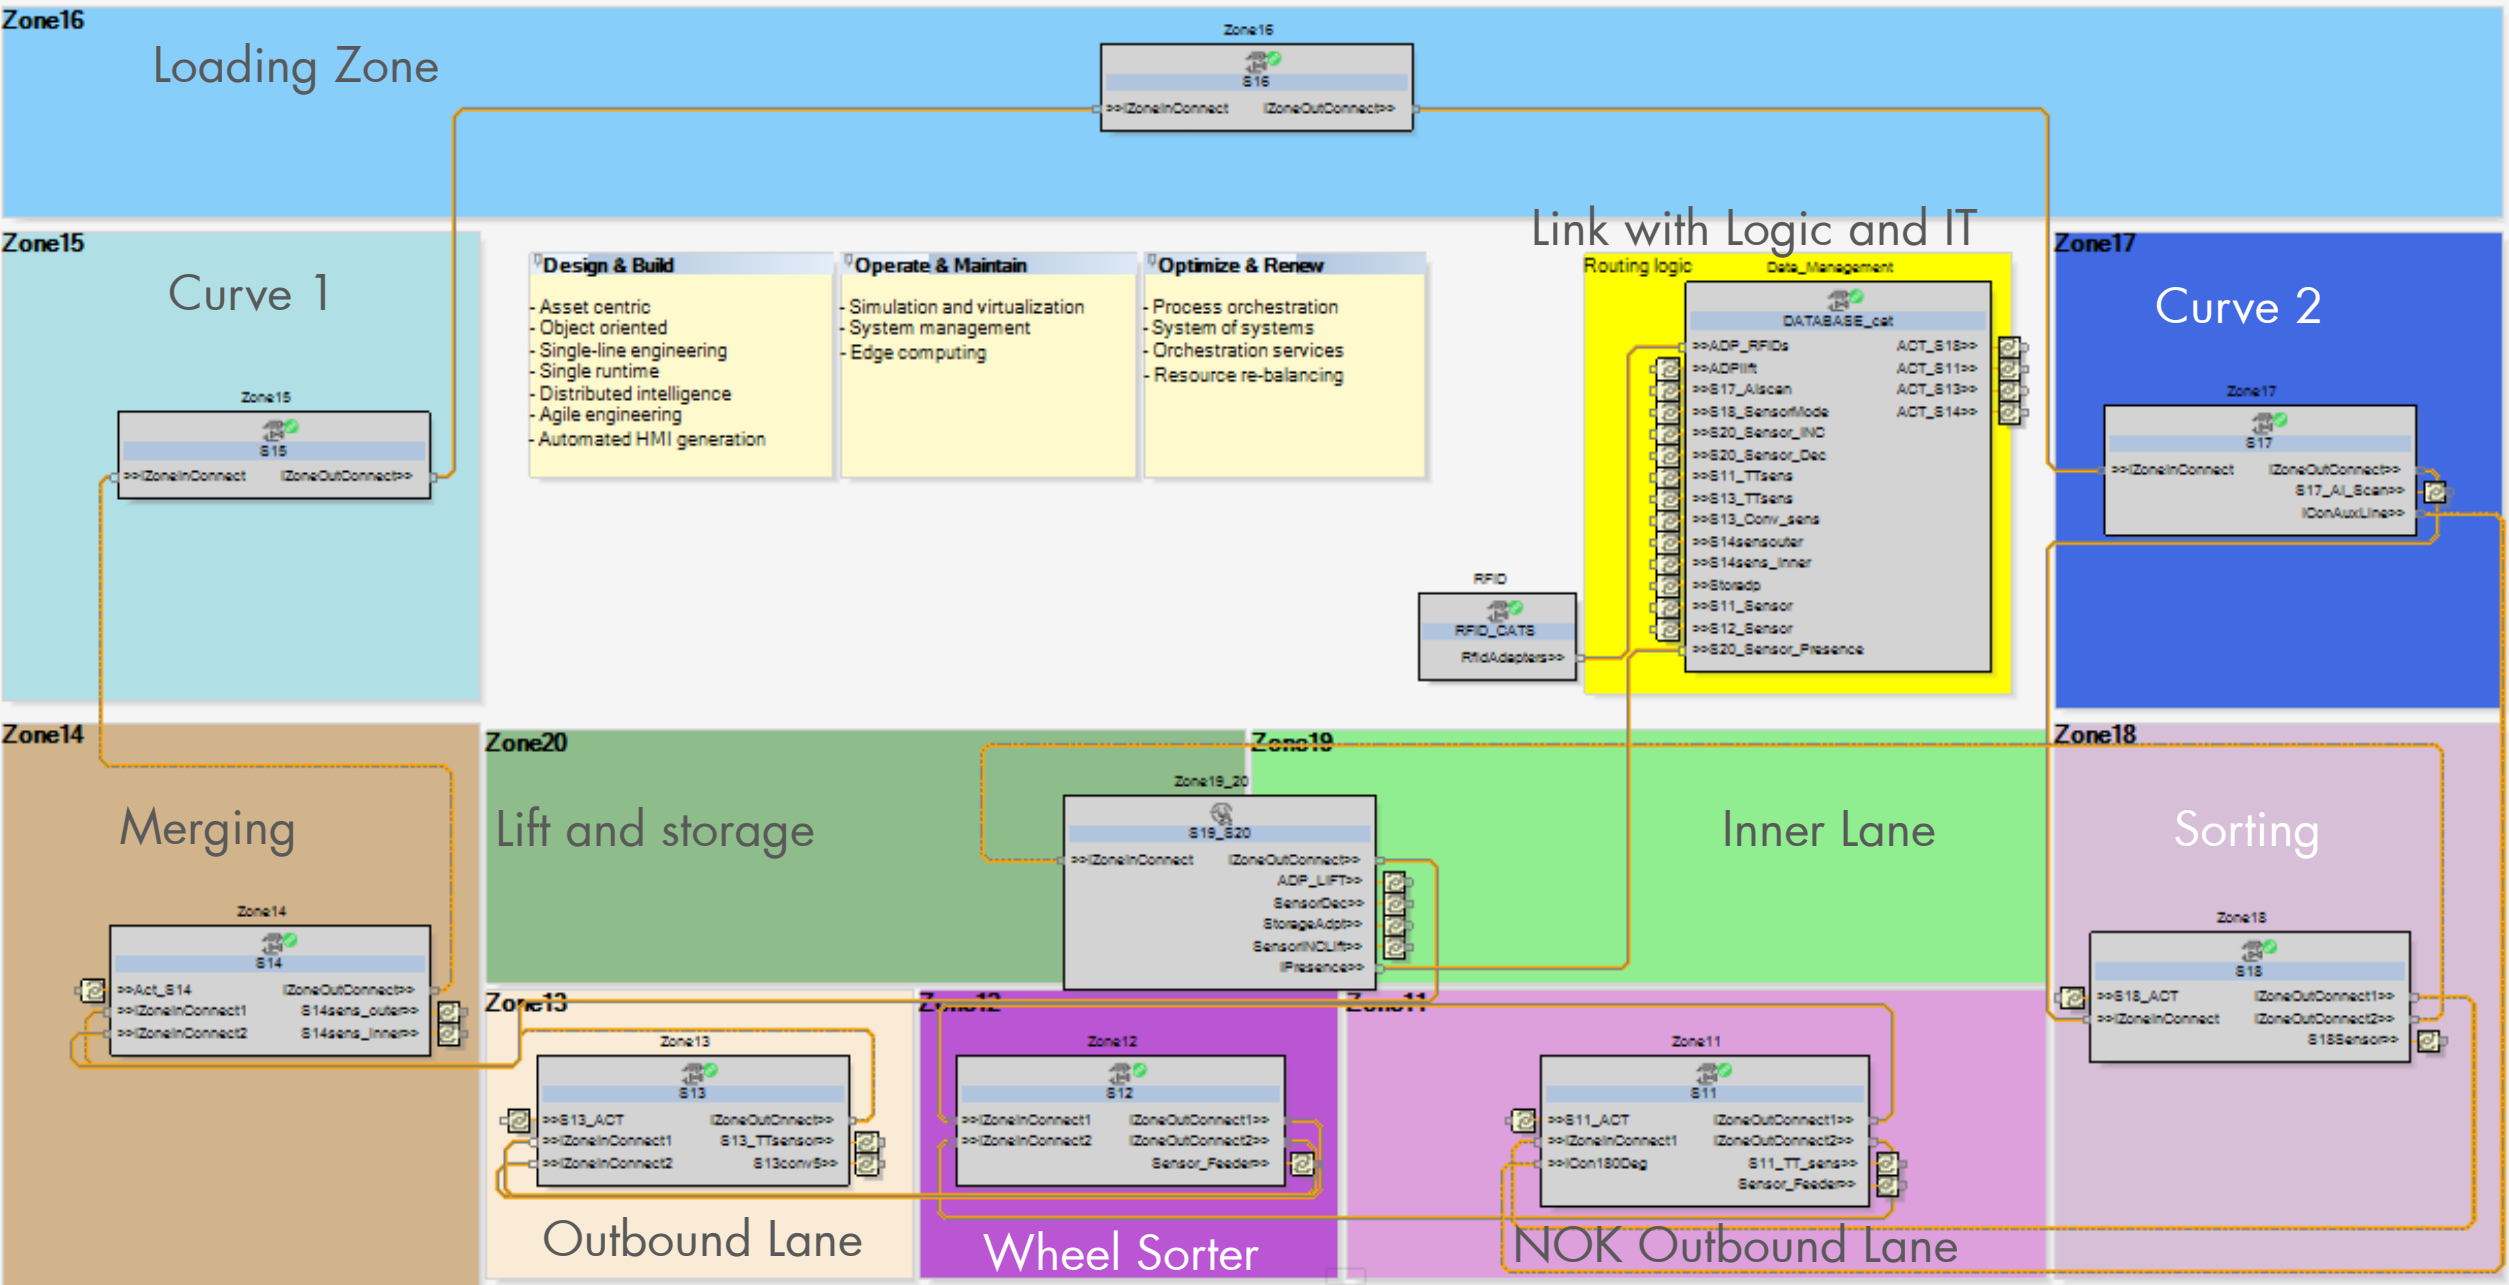 Zone16
Loading Zone
Zone16
S16
>>IZoneInConnect IZoneOutConnect>>
Zone15
Curve 1
Zone15
S15
>>IZoneInConnect IZoneOutConnect>>
Design & Build
- Asset centric
- Object oriented
- Single-line engineering
- Single runtime
- Distributed intelligence
- Agile engineering
- Automated HMI generation
Operate & Maintain
- Simulation and virtualization
- System management
- Edge computing
Optimize & Renew
- Process orchestration
- System of systems
- Orchestration services
- Resource re-balancing
Link with Logic and IT
Routing logic
Data_Management
DATABASE_cat
>>ADP_RFIDs ACT_S18>>
>>ADPlift ACT_S11>>
>>S17_AIscan ACT_S13>>
>>S18_SensorMode ACT_S14>>
>>S20_Sensor_INC
>>S20_Sensor_Dec
>>S11_TTsens
>>S13_TTsens
>>S13_Conv_sens
>>S14sensouter
>>S14sens_Inner
>>Storadp
>>S11_Sensor
>>S12_Sensor
>>S20_Sensor_Presence
RFID
RFID_CATS
RfidAdapters>>
Zone17
Curve 2
Zone17
S17
>>IZoneInConnect IZoneOutConnect>>
S17_AI_Scan>>
IConAuxLine>>
Zone14
Merging
Zone14
S14
>>Act_S14 IZoneOutConnect>>
>>IZoneInConnect1 S14sens_outer>>
>>IZoneInConnect2 S14sens_Inner>>
Zone20
Lift and storage
Zone19
Inner Lane
Zone19_20
S19_S20
>>IZoneInConnect IZoneOutConnect>>
ADP_LIFT>>
SensorDec>>
StorageAdpt>>
SensorINCLift>>
IPresence>>
Zone18
Sorting
Zone18
S18
>>S18_ACT IZoneOutConnect1>>
>>IZoneInConnect IZoneOutConnect2>>
S18Sensor>>
Zone13
Zone13
S13
>>S13_ACT IZoneOutCnnect>>
>>IZoneInConnect1 S13_TTsensor>>
>>IZoneInConnect2 S13conv5>>
Outbound Lane
Zone12
Zone12
S12
>>IZoneInConnect1 IZoneOutConnect1>>
>>IZoneInConnect2 IZoneOutConnect2>>
Sensor_Feeder>>
Wheel Sorter
Zone11
Zone11
S11
>>S11_ACT IZoneOutConnect1>>
>>IZoneInConnect1 IZoneOutConnect2>>
>>ICon180Deg S11_TT_sens>>
Sensor_Feeder>>
NOK Outbound Lane